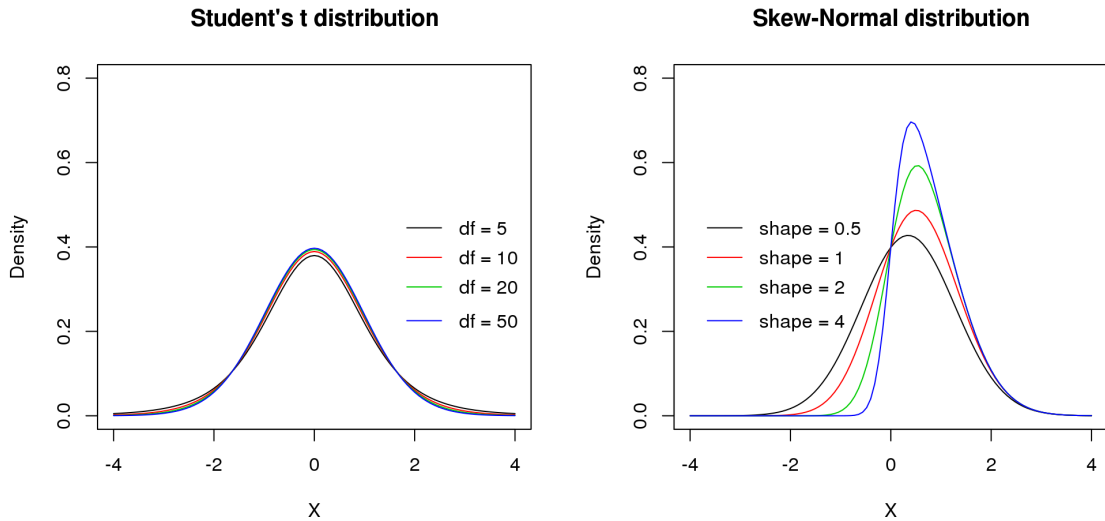 Student's t distribution
Density
0.8
0.6
0.4
0.2
0.0
df = 5
df = 10
df = 20
df = 50
-4 -2 0 2 4
X
Skew-Normal distribution
Density
0.8
0.6
0.4
0.2
0.0
shape = 0.5
shape = 1
shape = 2
shape = 4
-4 -2 0 2 4
X